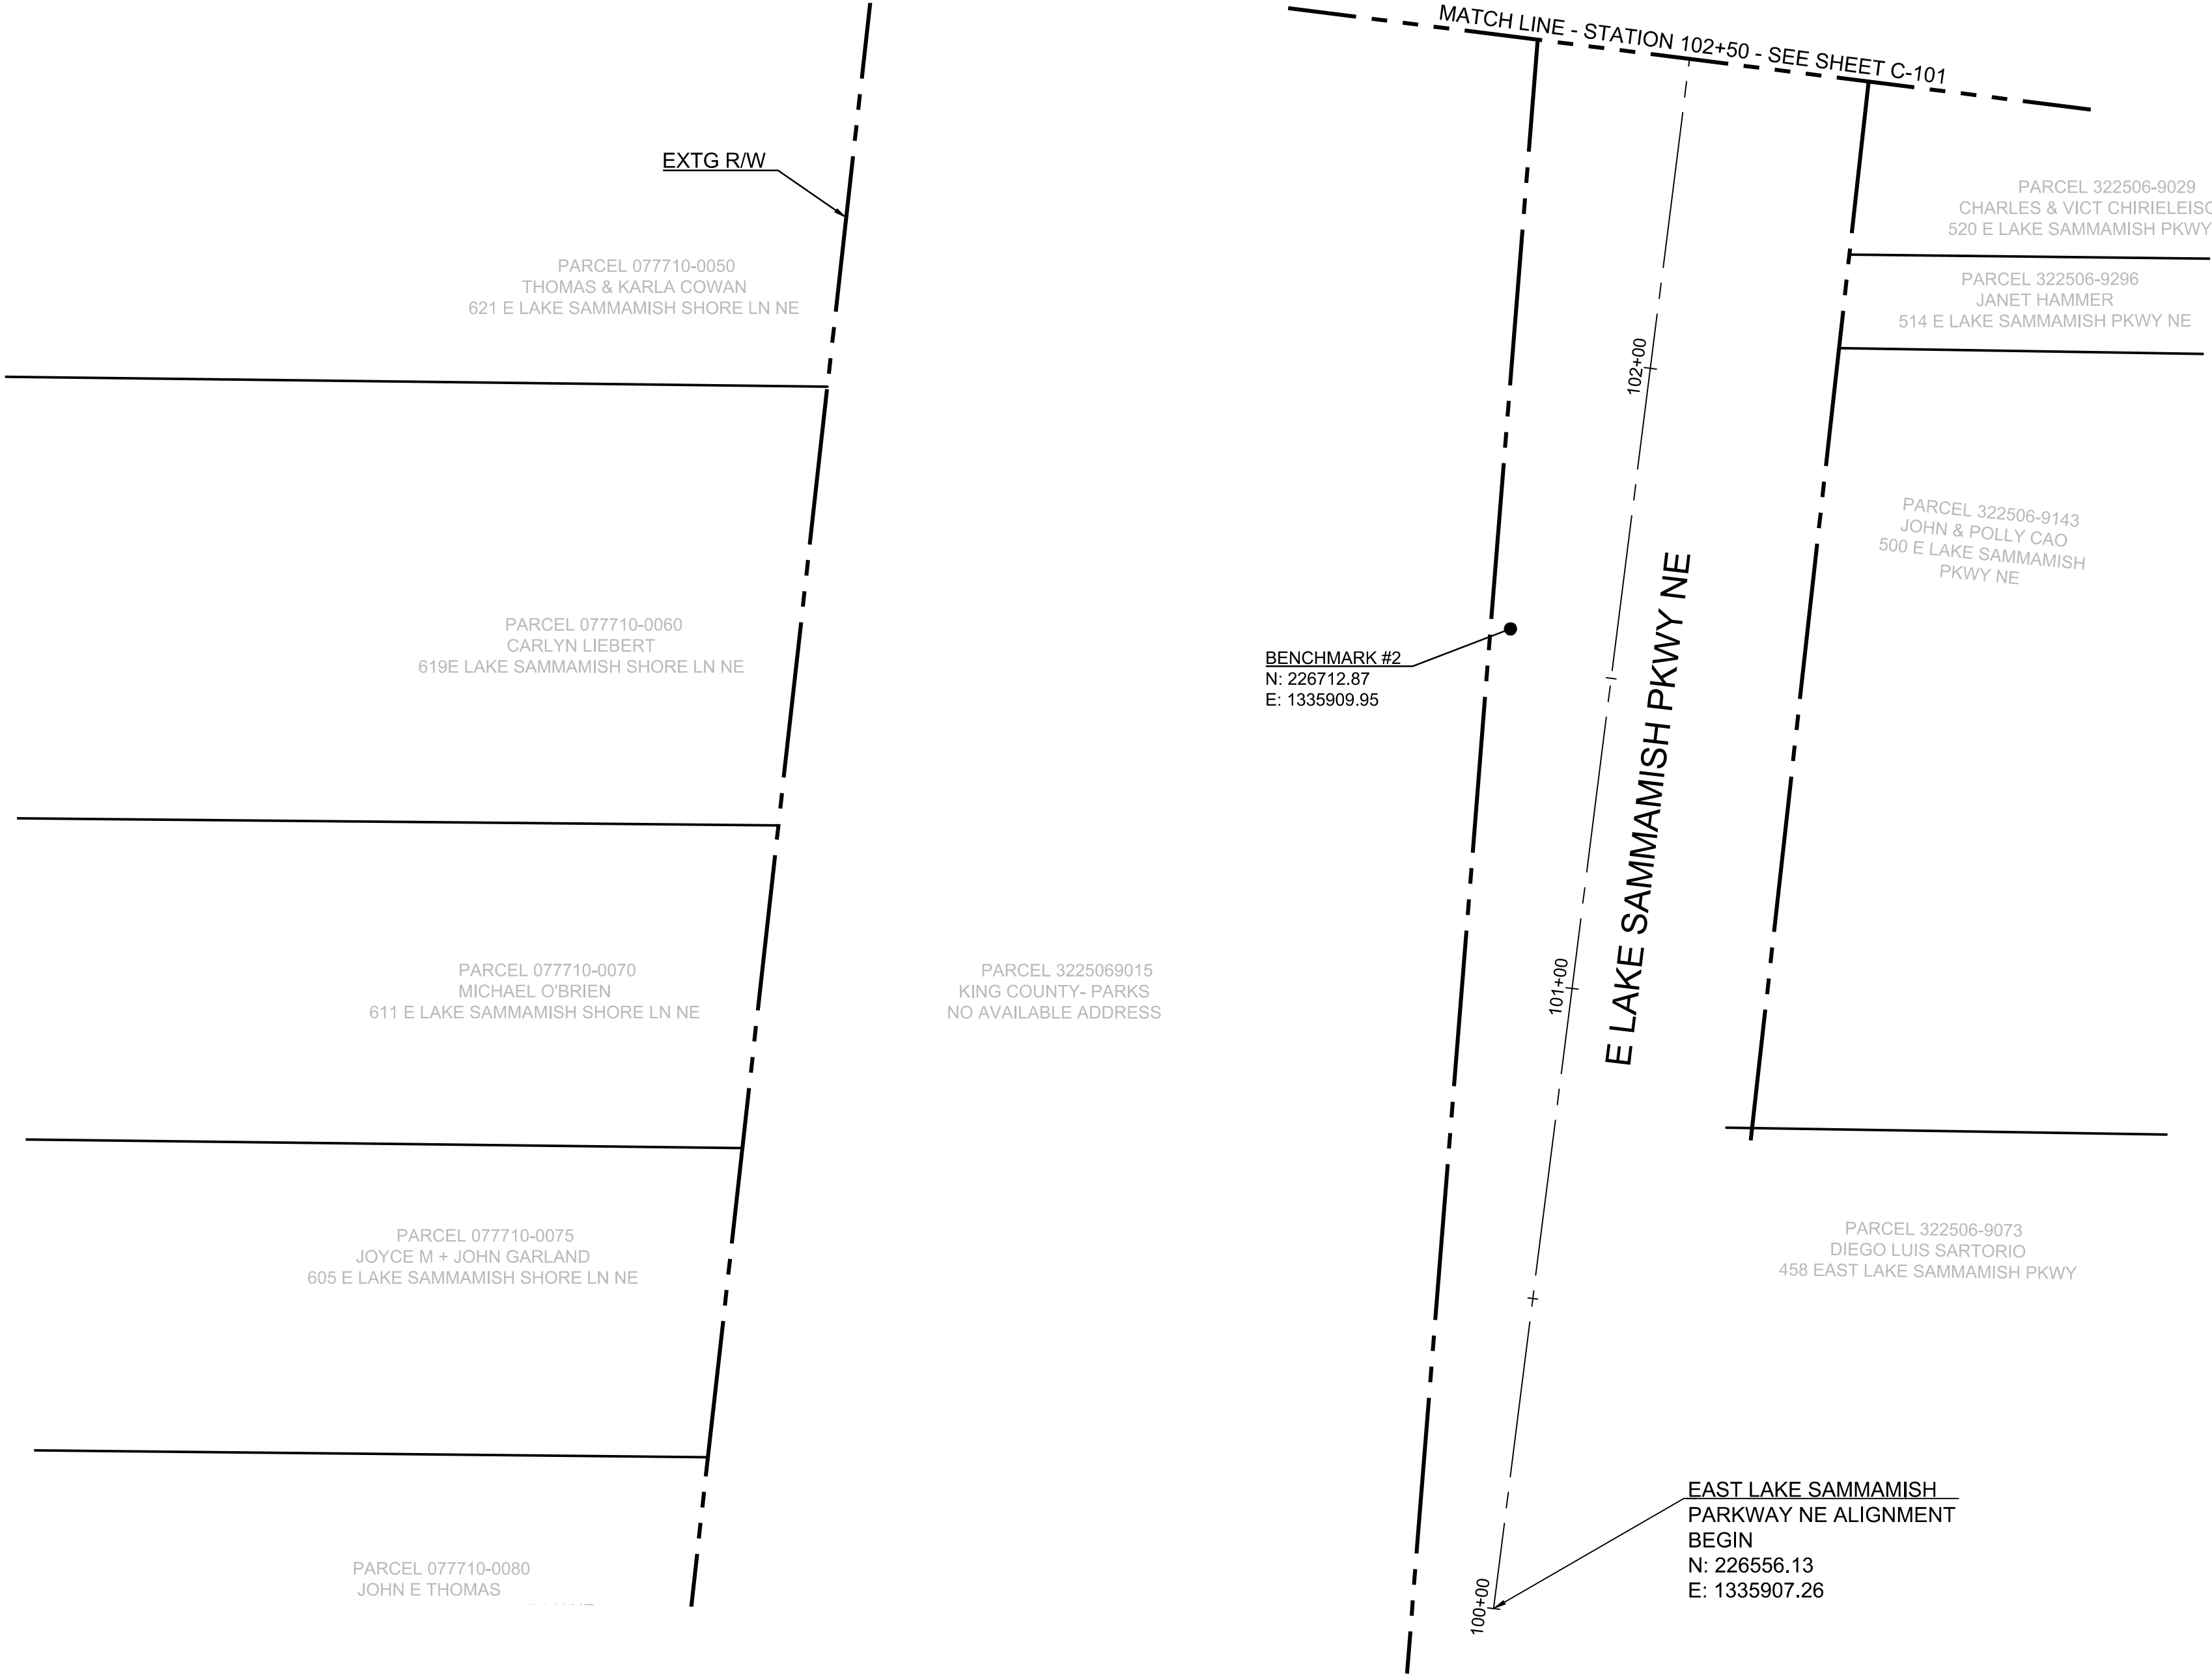 MATCH LINE - STATION 102+50 - SEE SHEET C-101
EXTG R/W
PARCEL 077710-0050
THOMAS & KARLA COWAN
621 E LAKE SAMMAMISH SHORE LN NE
PARCEL 322506-9029
CHARLES & VICT
520 E LAKE SAMMAMISH PKWY
PARCEL 322506-9296
JANET HAMMER
514 E LAKE SAMMAMISH PKWY NE
102+00
PARCEL 322506-9143
JOHN & POLLY CAO
500 E LAKE SAMMAMISH
PKWY NE
PARCEL 077710-0060
CARLYN LIEBERT
619E LAKE SAMMAMISH SHORE LN NE
BENCHMARK #2
N: 226712.87
E: 1335909.95
E LAKE SAMMAMISH PKWY NE
PARCEL 077710-0070
MICHAEL O'BRIEN
611 E LAKE SAMMAMISH SHORE LN NE
PARCEL 3225069015
KING COUNTY- PARKS
NO AVAILABLE ADDRESS
101+00
PARCEL 077710-0075
JOYCE M + JOHN GARLAND
605 E LAKE SAMMAMISH SHORE LN NE
PARCEL 322506-9073
DIEGO LUIS SARTORIO
458 EAST LAKE SAMMAMISH PKWY
EAST LAKE SAMMAMISH
PARKWAY NE ALIGNMENT
BEGIN
N: 226556.13
E: 1335907.26
100+00
PARCEL 077710-0080
JOHN E THOMAS